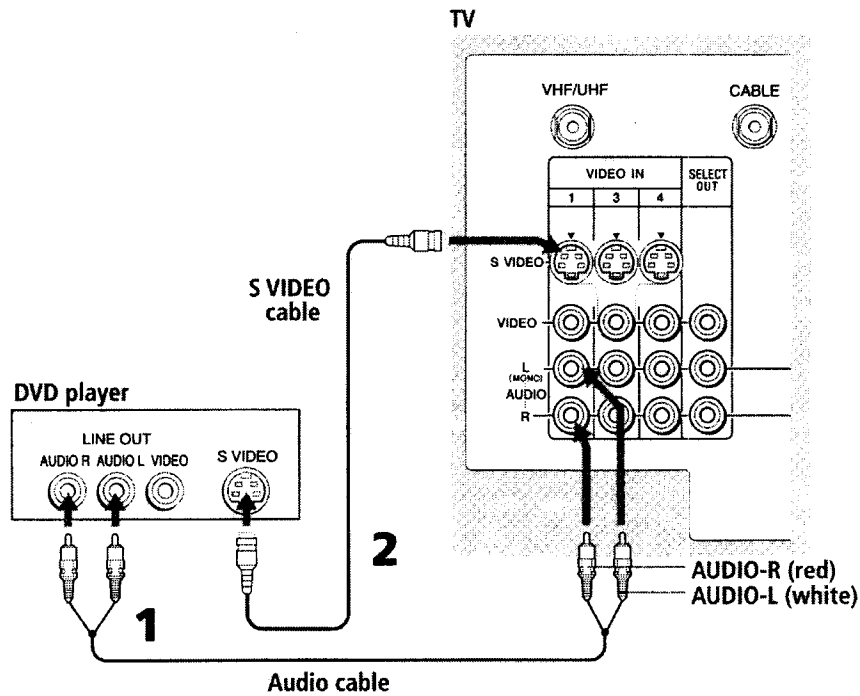 TV
VHF/UHF
CABLE
VIDEO IN
SELECT OUT
1 3 4
S VIDEO
VIDEO
L
(MONO)
AUDIO
R
S VIDEO
cable
DVD player
LINE OUT
AUDIO R AUDIO L VIDEO
S VIDEO
2
1
AUDIO-R (red)
AUDIO-L (white)
Audio cable